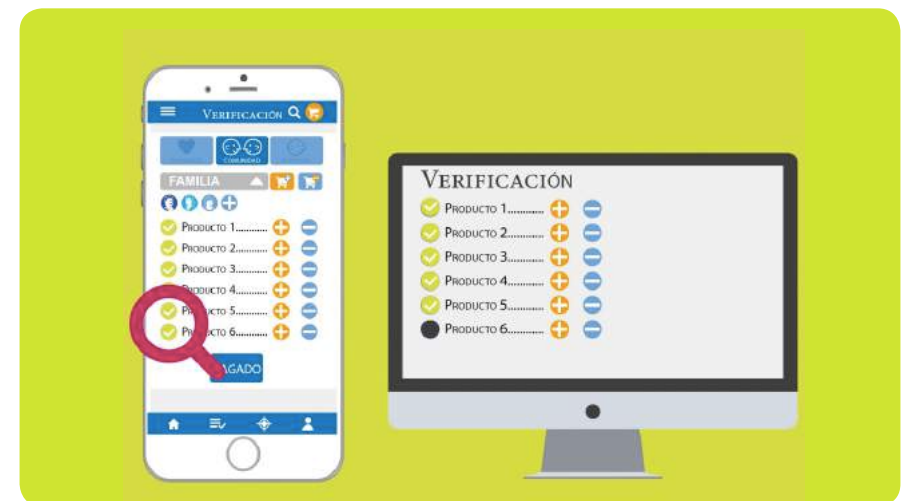 VERIFICACIÓN
COMUNIDAD
FAMILIA
PRODUCTO 1...........
PRODUCTO 2...........
PRODUCTO 3...........
PRODUCTO 4...........
PRODUCTO 5...........
PRODUCTO 6...........
AGADO
VERIFICACIÓN
PRODUCTO 1............
PRODUCTO 2............
PRODUCTO 3............
PRODUCTO 4............
PRODUCTO 5............
PRODUCTO 6............